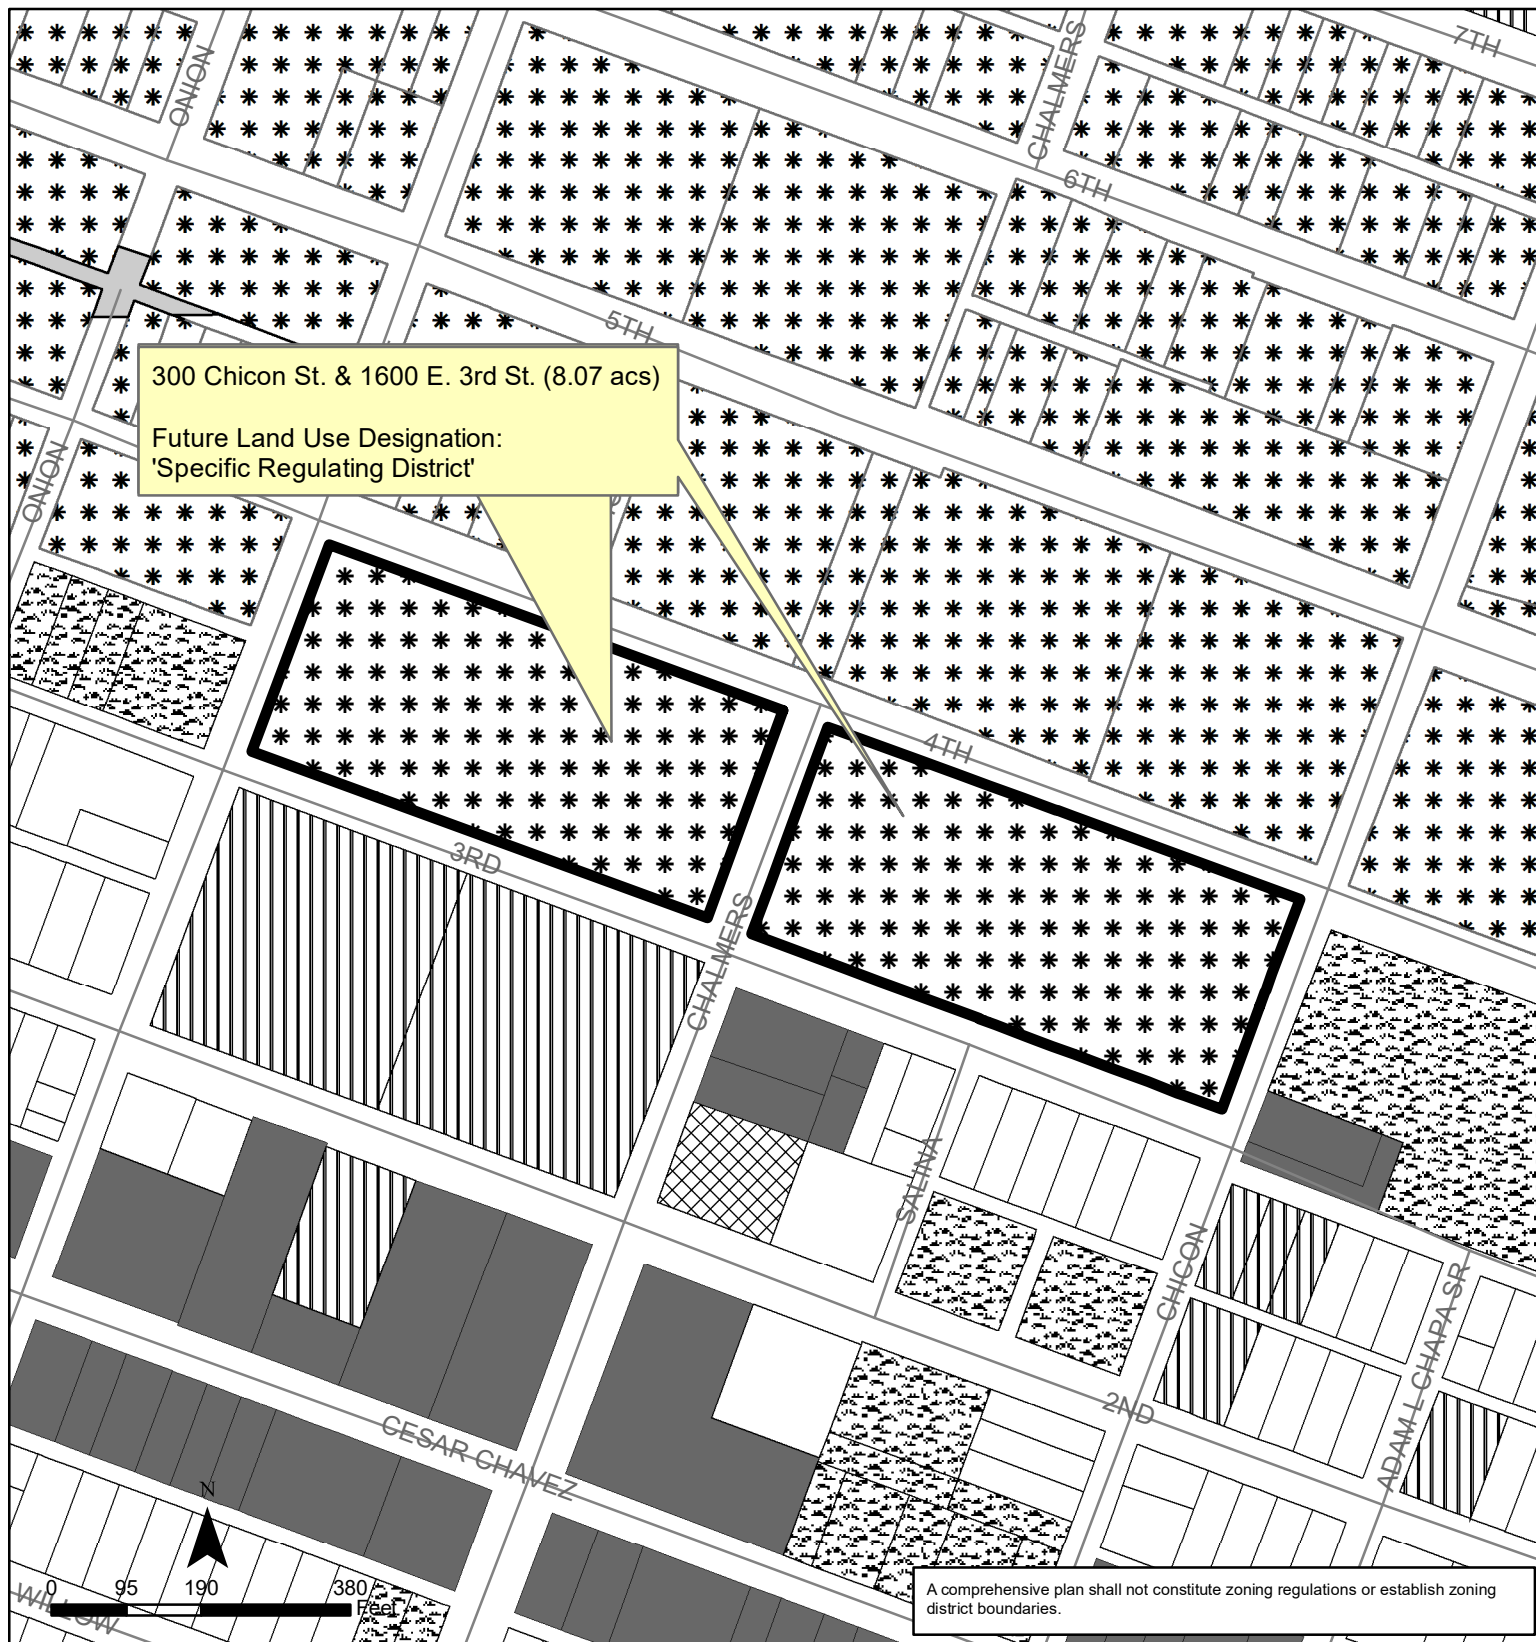 7TH
ONION
CHALMERS
6TH
5TH
300 Chicon St. & 1600 E. 3rd St. (8.07 acs)
Future Land Use Designation:
'Specific Regulating District'
ONION
4TH
3RD
CHALMERS
SALINA
CHICON
ADAM L CHAPA SR
2ND
CESAR CHAVEZ
N
0 95 190 380
Feet
WILLOW
A comprehensive plan shall not constitute zoning regulations or establish zoning
district boundaries.